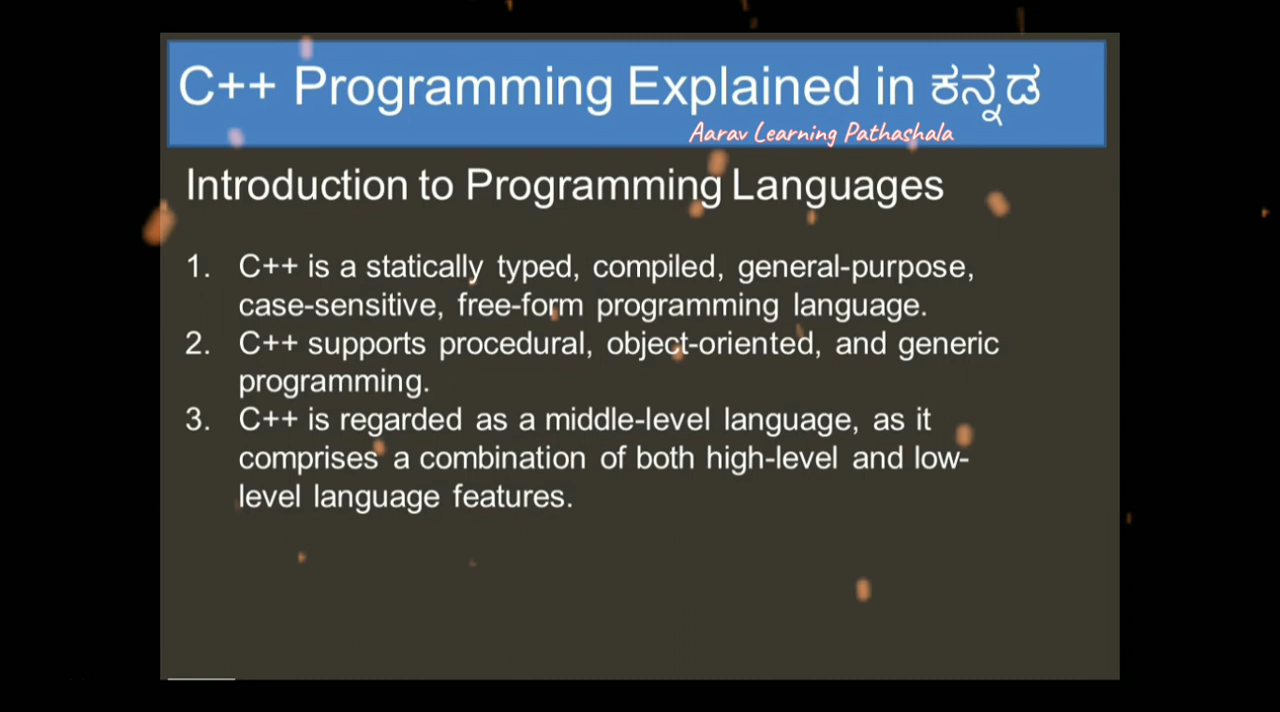 C++ Programming Explained in ಕನ್ನಡ
Aarav Learning Pathashala
Introduction to Programming Languages
1. C++ is a statically typed, compiled, general-purpose,
case-sensitive, free-form programming language.
2. C++ supports procedural, object-oriented, and generic
programming.
3. C++ is regarded as a middle-level language, as it
comprises a combination of both high-level and low-
level language features.